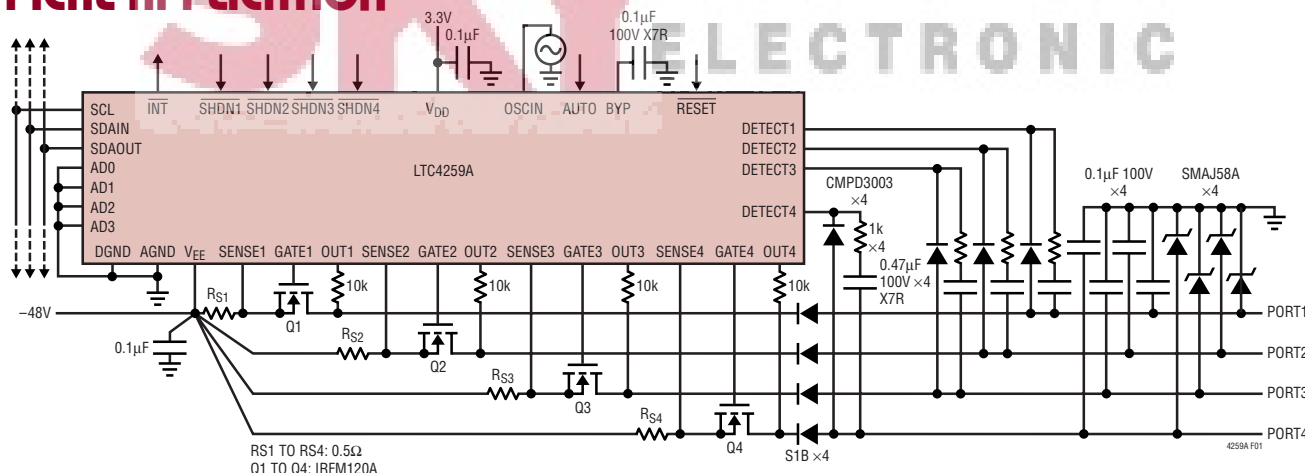 SN ELECTRONIC
3.3V
0.1µF
0.1µF
100V X7R
SCL
SDAIN
SDAOUT
AD0
AD1
AD2
AD3
INT SHDN1 SHDN2 SHDN3 SHDN4 VDD OSCIN AUTO BYP RESET
LTC4259A
DETECT1
DETECT2
DETECT3
DETECT4
DGND AGND VEE SENSE1 GATE1 OUT1 SENSE2 GATE2 OUT2 SENSE3 GATE3 OUT3 SENSE4 GATE4 OUT4
CMPD3003
×4
1k
×4
0.47µF
100V ×4
X7R
0.1µF 100V
×4
SMAJ58A
×4
–48V
0.1µF
RS1
Q1
10k
RS2
Q2
10k
RS3
Q3
10k
RS4
Q4
10k
S1B ×4
PORT1
PORT2
PORT3
PORT4
RS1 TO RS4: 0.5Ω
Q1 TO Q4: IRFM120A
4259A F01